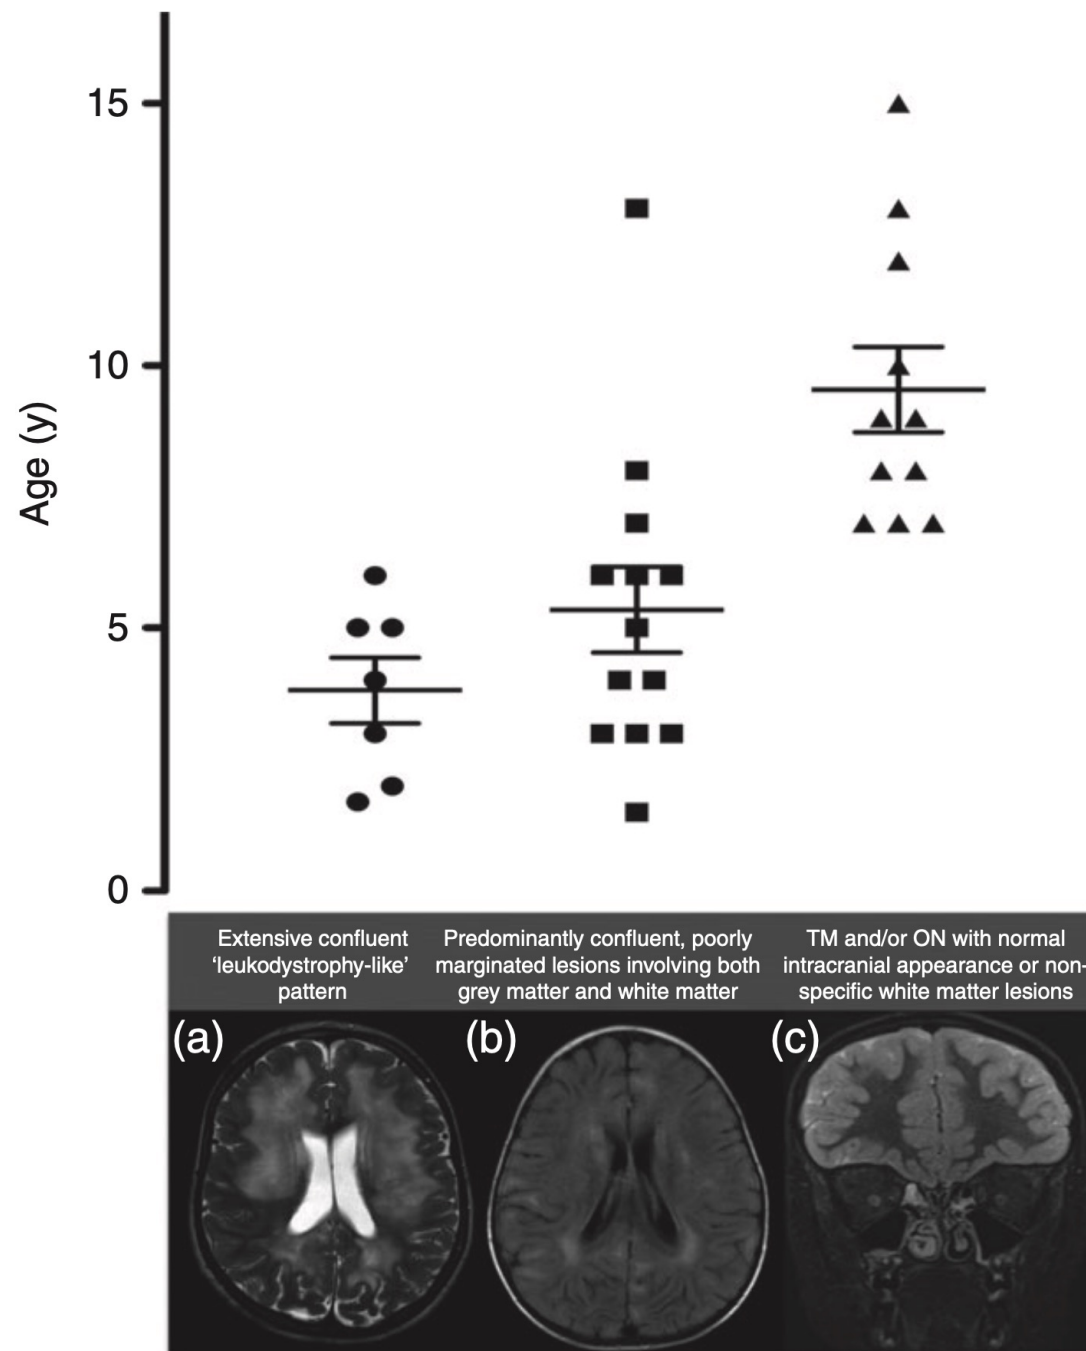 15
10
5
0
Age (y)
Extensive confluent
‘leukodystrophy-like’
pattern
Predominantly confluent, poorly
marginated lesions involving both
grey matter and white matter
TM and/or ON with normal
intracranial appearance or non-
specific white matter lesions
(a)
(b)
(c)